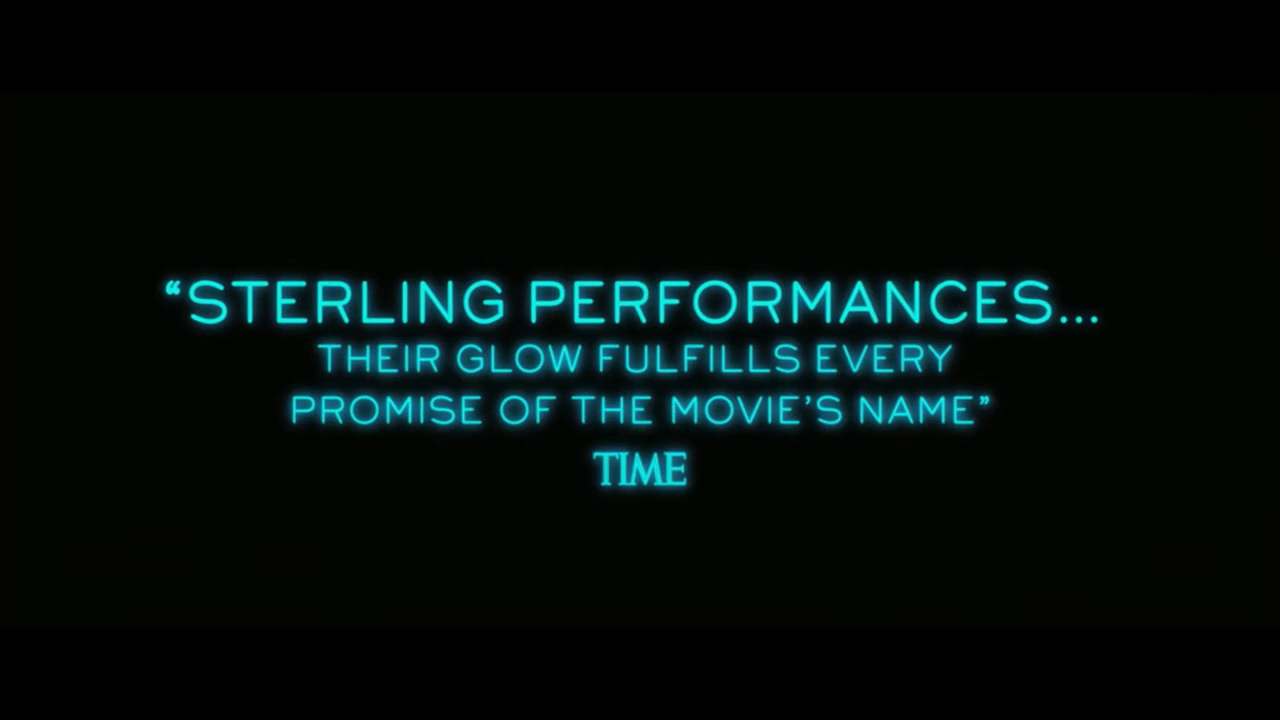 “STERLING PERFORMANCES...
THEIR GLOW FULFILLS EVERY
PROMISE OF THE MOVIE’S NAME”
TIME